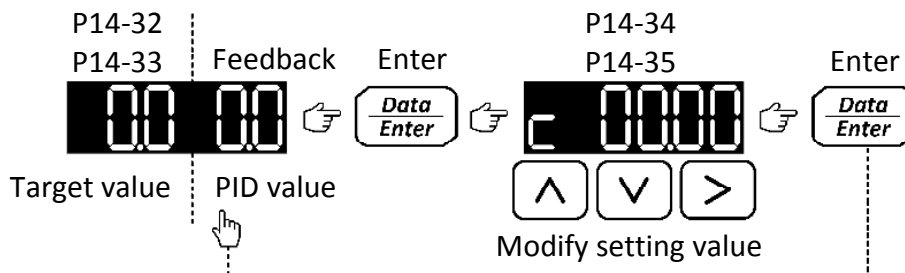 P14-32
P14-33
Feedback
Enter
P14-34
P14-35
Enter
0.0 0.0
Data
Enter
c 00.00
Data
Enter
Target value
PID value
Modify setting value